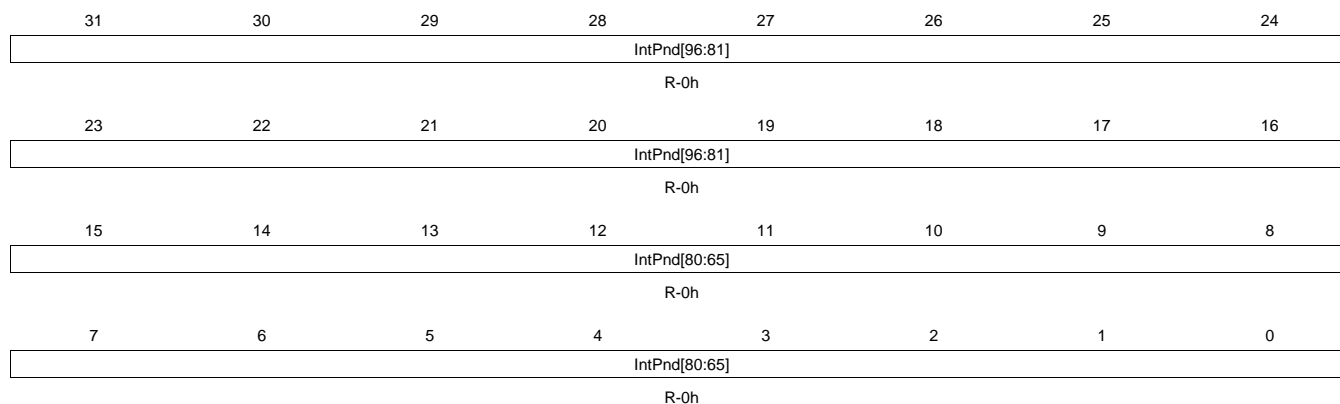 31 30 29 28 27 26 25 24
IntPnd[96:81]
R-0h
23 22 21 20 19 18 17 16
IntPnd[96:81]
R-0h
15 14 13 12 11 10 9 8
IntPnd[80:65]
R-0h
7 6 5 4 3 2 1 0
IntPnd[80:65]
R-0h